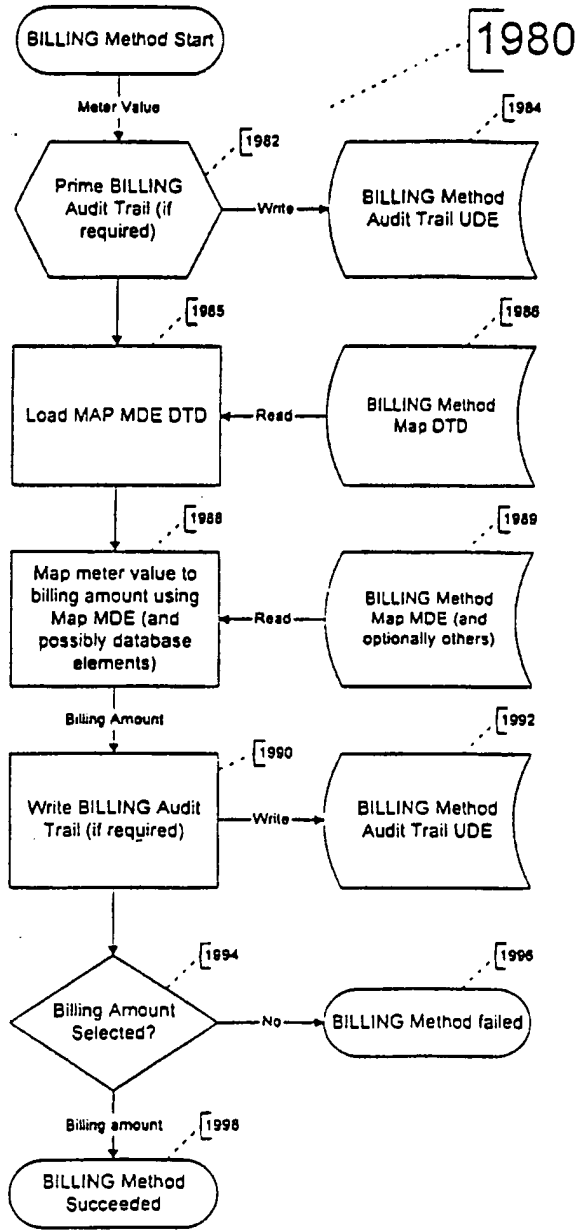 BILLING Method Start
1980
Meter Value
1982
1984
Prime BILLING
Audit Trail (if
required)
Write
BILLING Method
Audit Trail UDE
1985
1986
Load MAP MDE DTD
Read
BILLING Method
Map DTD
1988
1989
Map meter value to
billing amount using
Map MDE (and
possibly database
elements)
Read
BILLING Method
Map MDE (and
optionally others)
Billing Amount
1990
1992
Write BILLING Audit
Trail (if required)
Write
BILLING Method
Audit Trail UDE
1994
1996
Billing Amount
Selected?
No
BILLING Method failed
Billing amount
1998
BILLING Method
Succeeded